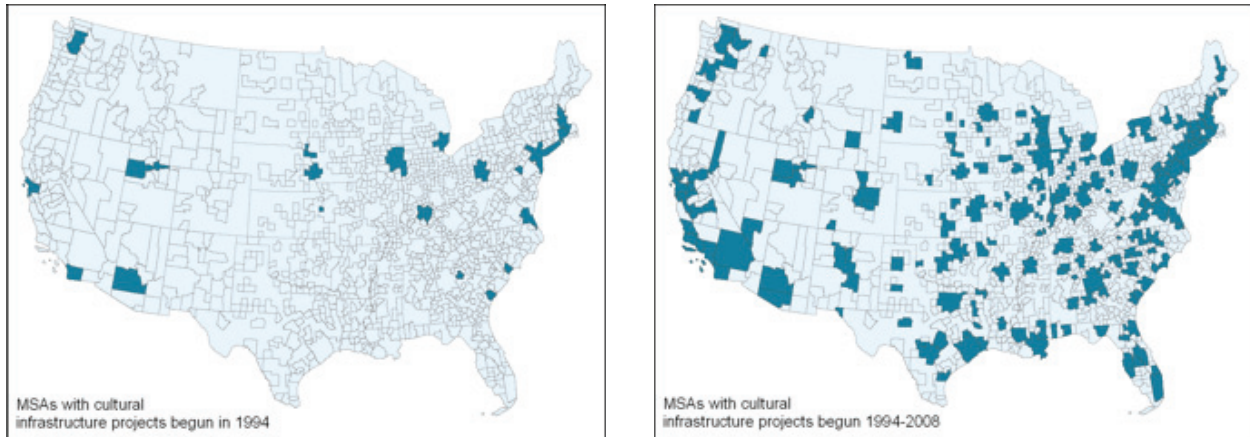 MSAs with cultural
infrastructure projects begun in 1994
MSAs with cultural
infrastructure projects begun 1994-2008